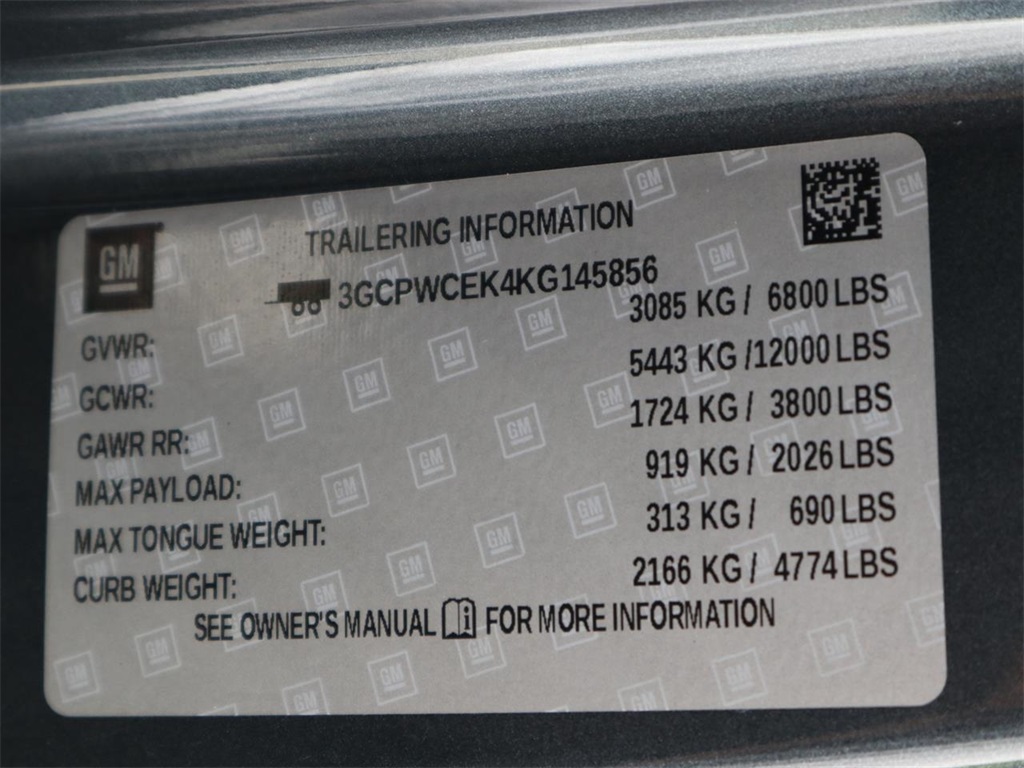 GM
TRAILERING INFORMATION
3GCPWCEK4KG145856
GVWR: 3085 KG / 6800 LBS
GCWR: 5443 KG /12000 LBS
GAWR RR: 1724 KG / 3800 LBS
MAX PAYLOAD: 919 KG / 2026 LBS
MAX TONGUE WEIGHT: 313 KG / 690 LBS
CURB WEIGHT: 2166 KG / 4774 LBS
SEE OWNER'S MANUAL FOR MORE INFORMATION